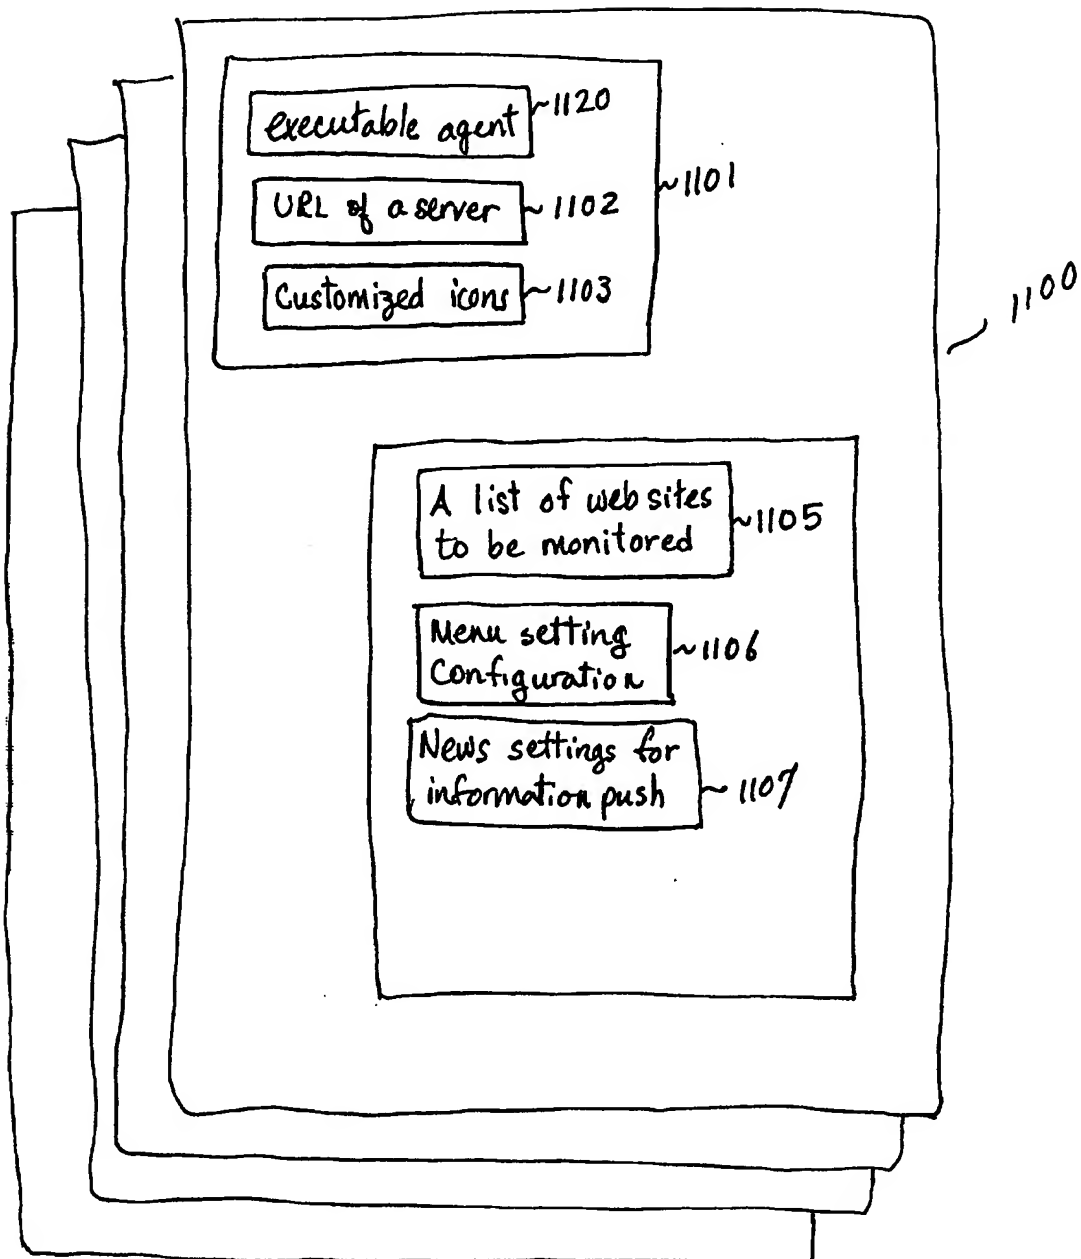 executable agent ~1120
URL of a server ~1102
Customized icons ~1103
~1101
1100
A list of web sites
to be monitored ~1105
Menu setting
Configuration ~1106
News settings for
information push ~1107